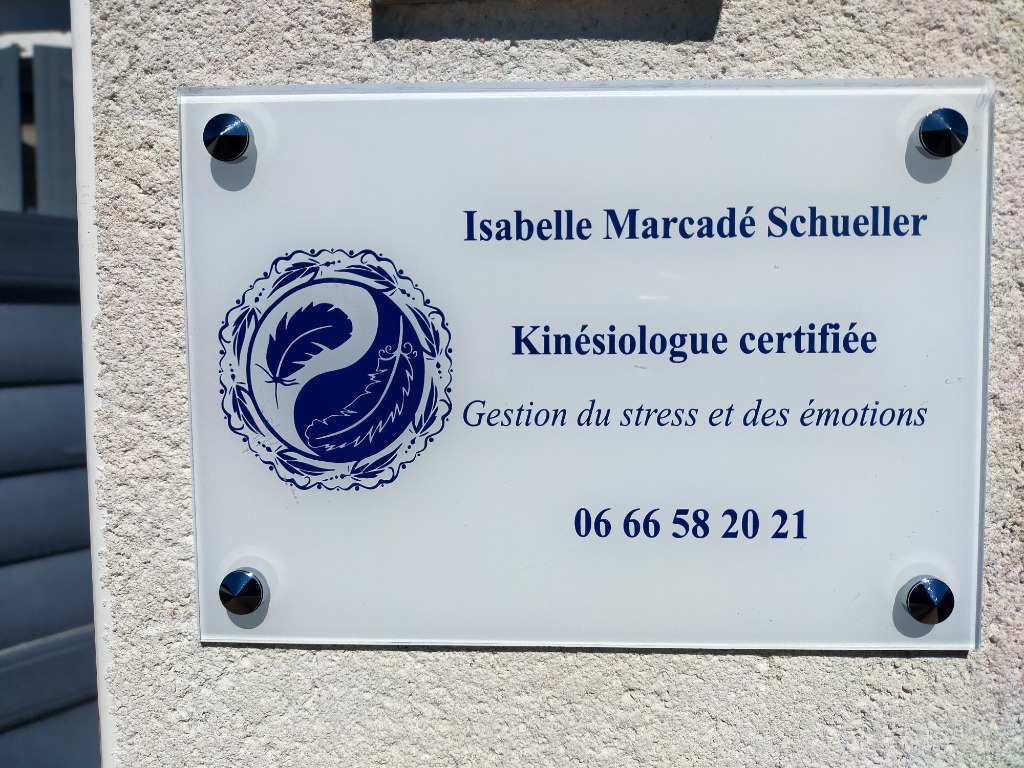 Isabelle Marcadé Schueller
Kinésiologue certifiée
Gestion du stress et des émotions
06 66 58 20 21